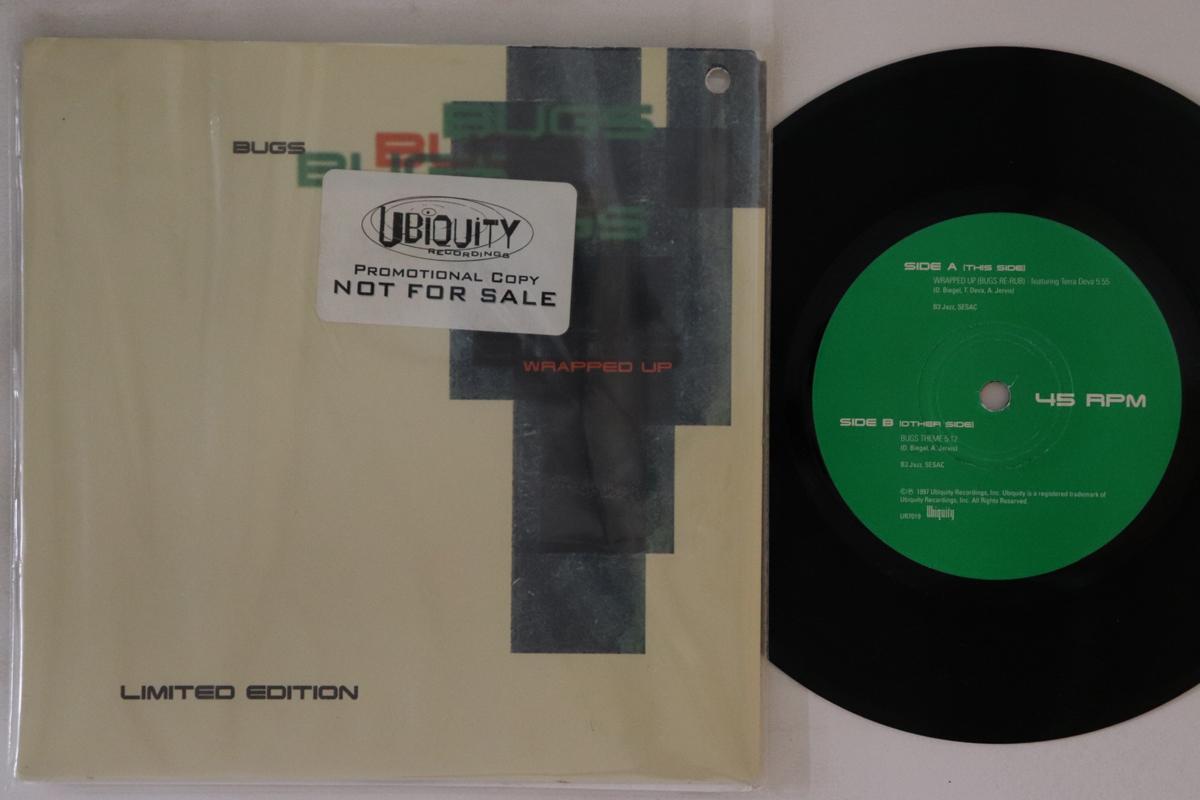 BUGS
BUGS
BUGS
UBiQUiTY
RECORDINGS
PROMOTIONAL COPY
NOT FOR SALE
WRAPPED UP
LIMITED EDITION
SIDE A (THIS SIDE)
WRAPPED UP (BUGS RE-RUB) - featuring Terra Deva 5:55
(D. Biegel, T. Deva, A. Jervis)
B3 Jazz, SESAC
45 RPM
SIDE B (OTHER SIDE)
BUGS THEME 5:12
(D. Biegel, A. Jervis)
B3 Jazz, SESAC
©℗ 1997 Ubiquity Recordings, Inc. Ubiquity is a registered trademark of
Ubiquity Recordings, Inc. All Rights Reserved
UR7019 Ubiquity